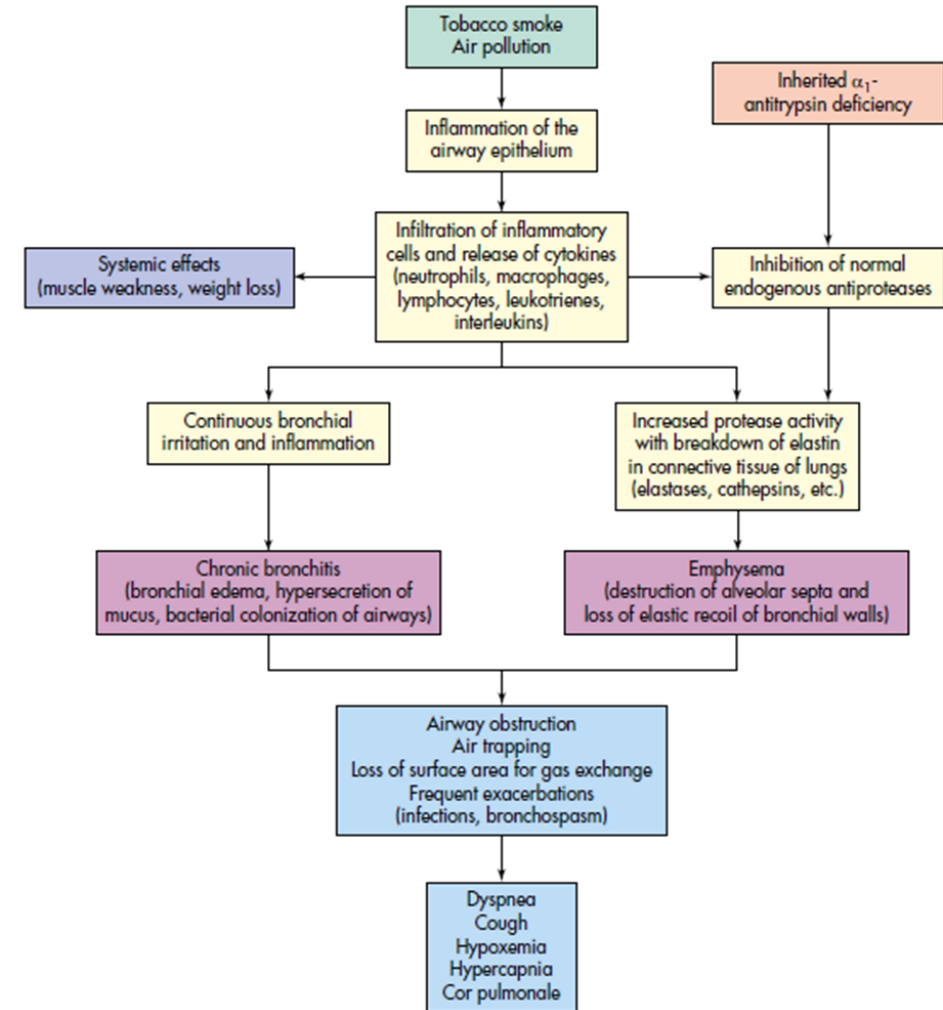 Tobacco smoke
Air pollution
Inherited α₁-
antitrypsin deficiency
Inflammation of the
airway epithelium
Infiltration of inflammatory
cells and release of cytokines
(neutrophils, macrophages,
lymphocytes, leukotrienes,
interleukins)
Systemic effects
(muscle weakness, weight loss)
Inhibition of normal
endogenous antiproteases
Continuous bronchial
irritation and inflammation
Increased protease activity
with breakdown of elastin
in connective tissue of lungs
(elastases, cathepsins, etc.)
Chronic bronchitis
(bronchial edema, hypersecretion of
mucus, bacterial colonization of airways)
Emphysema
(destruction of alveolar septa and
loss of elastic recoil of bronchial walls)
Airway obstruction
Air trapping
Loss of surface area for gas exchange
Frequent exacerbations
(infections, bronchospasm)
Dyspnea
Cough
Hypoxemia
Hypercapnia
Cor pulmonale